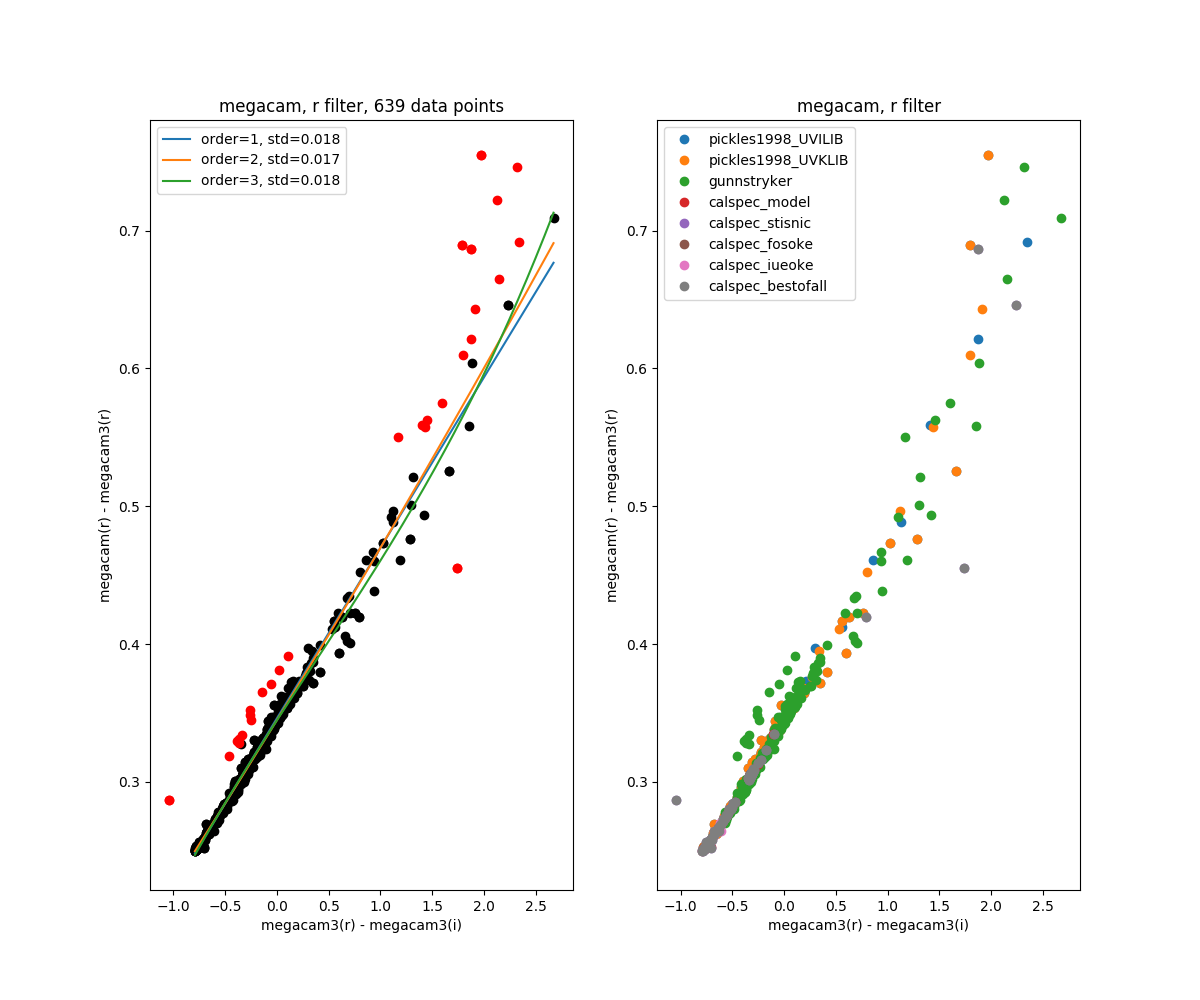 megacam, r filter, 639 data points
order=1, std=0.018
order=2, std=0.017
order=3, std=0.018
0.7
0.6
0.5
0.4
0.3
megacam(r) - megacam3(r)
−1.0 −0.5 0.0 0.5 1.0 1.5 2.0 2.5
megacam3(r) - megacam3(i)
megacam, r filter
pickles1998_UVILIB
pickles1998_UVKLIB
gunnstryker
calspec_model
calspec_stisnic
calspec_fosoke
calspec_iueoke
calspec_bestofall
0.7
0.6
0.5
0.4
0.3
megacam(r) - megacam3(r)
−1.0 −0.5 0.0 0.5 1.0 1.5 2.0 2.5
megacam3(r) - megacam3(i)